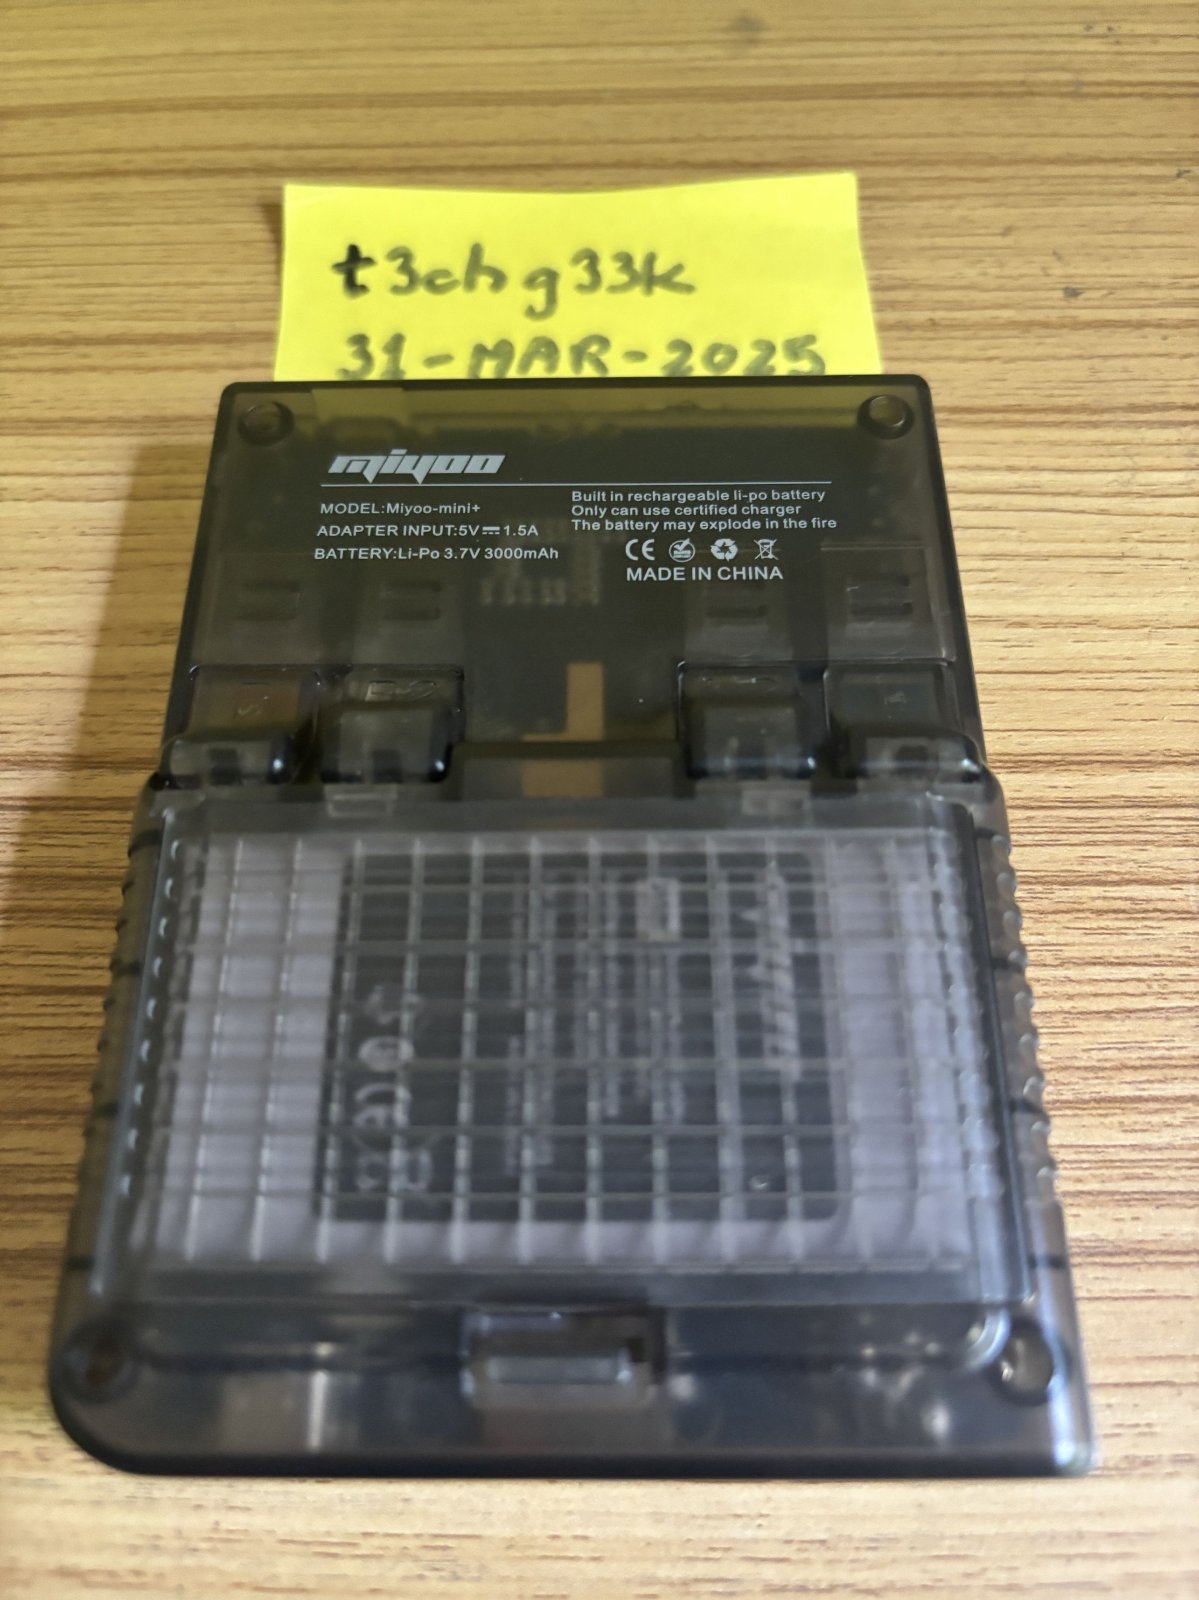 t3chg33k
31-MAR-2025
miyoo
MODEL:Miyoo-mini+
ADAPTER INPUT:5V⎓1.5A
BATTERY:Li-Po 3.7V 3000mAh
Built in rechargeable li-po battery
Only can use certified charger
The battery may explode in the fire
CE
MADE IN CHINA
miyoo
CE